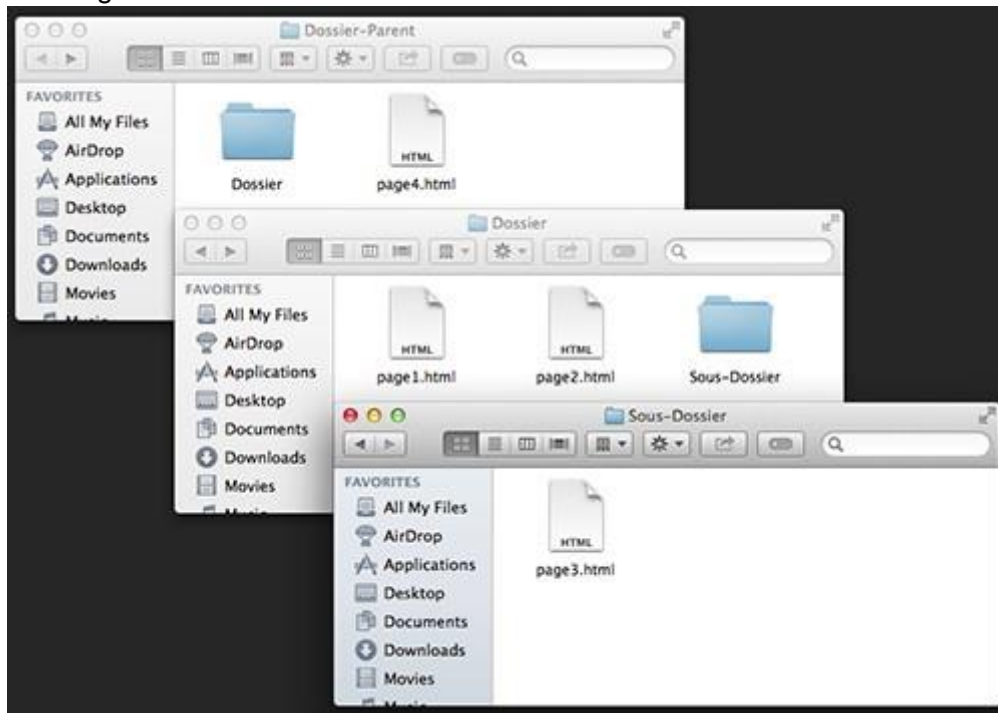 Dossier-Parent
FAVORITES
All My Files
AirDrop
Applications
Desktop
Documents
Downloads
Movies
HTML
Dossier
page4.html
Dossier
FAVORITES
All My Files
AirDrop
Applications
Desktop
Documents
Downloads
Movies
HTML
HTML
page1.html
page2.html
Sous-Dossier
Sous-Dossier
FAVORITES
All My Files
AirDrop
Applications
Desktop
Documents
Downloads
Movies
HTML
page3.html